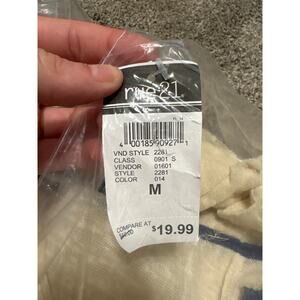 rue21
4 00185 90927 1
VND STYLE 2281
CLASS 0901 S
VENDOR 01601
STYLE 2281
COLOR 014
M
COMPARE AT
$19.99